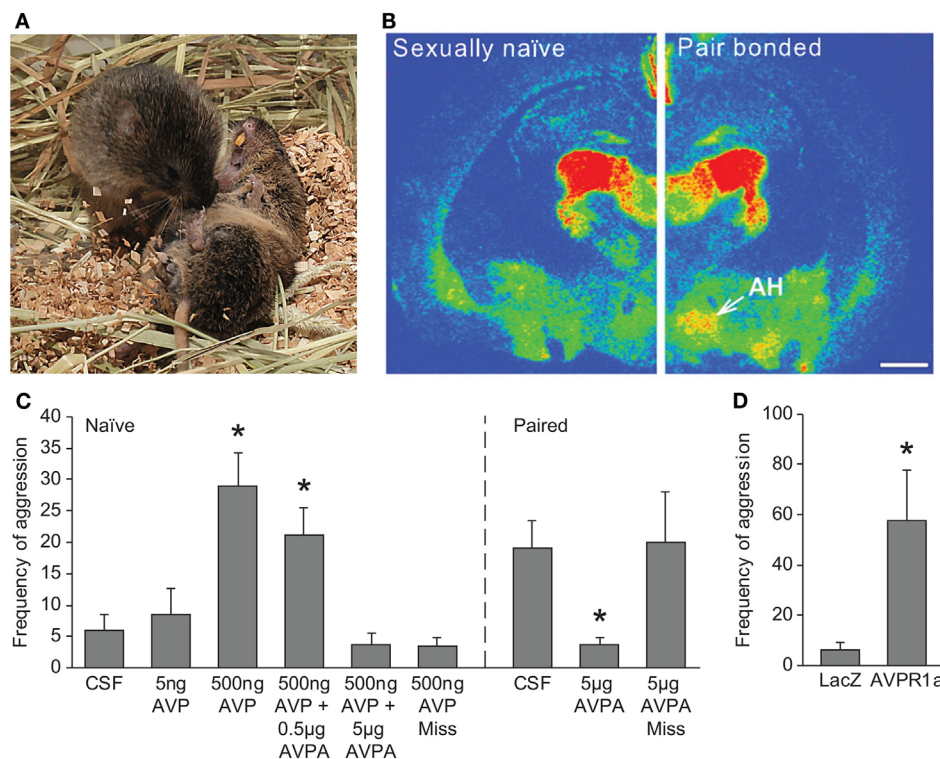 A
B
Sexually naïve
Pair bonded
AH
C
Frequency of aggression
40
35
30
25
20
15
10
5
0
Naïve
Paired
*
*
*
CSF
5ng
AVP
500ng
AVP
500ng
AVP +
0.5µg
AVPA
500ng
AVP +
5µg
AVPA
500ng
AVP
Miss
CSF
5µg
AVPA
5µg
AVPA
Miss
D
Frequency of aggression
100
80
60
40
20
0
*
LacZ
AVPR1a